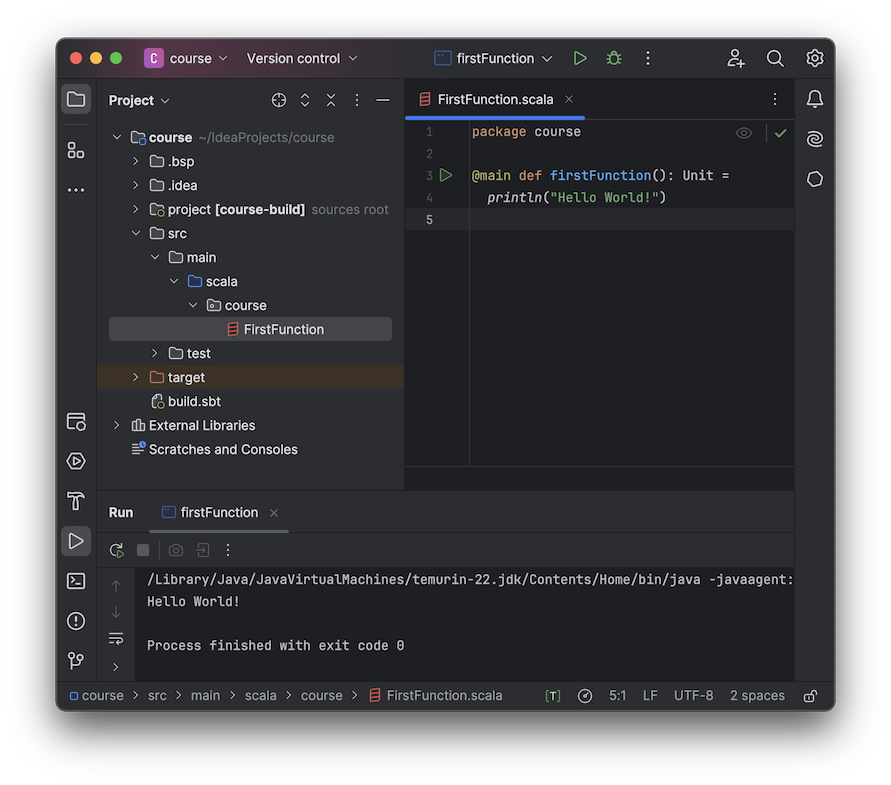 C course Version control firstFunction
Project
FirstFunction.scala
course ~/IdeaProjects/course
.bsp
.idea
project [course-build] sources root
src
main
scala
course
FirstFunction
test
target
build.sbt
External Libraries
Scratches and Consoles
1 package course
2
3 @main def firstFunction(): Unit =
4 println("Hello World!")
5
Run firstFunction
/Library/Java/JavaVirtualMachines/temurin-22.jdk/Contents/Home/bin/java -javaagent:
Hello World!
Process finished with exit code 0
course > src > main > scala > course > FirstFunction.scala [T] 5:1 LF UTF-8 2 spaces